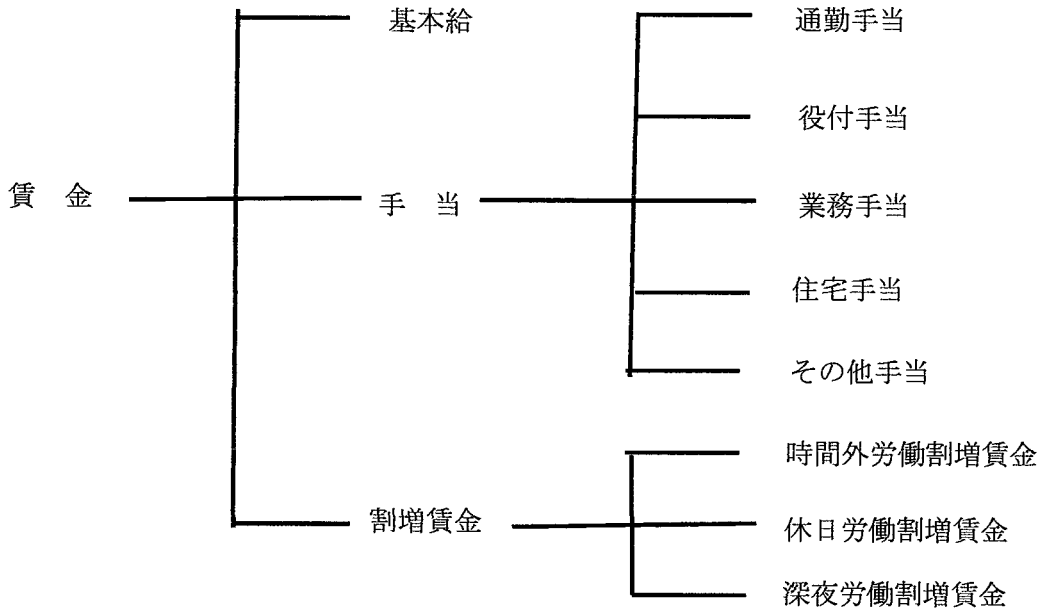 賃　金
基本給
手　当
通勤手当
役付手当
業務手当
住宅手当
その他手当
割増賃金
時間外労働割増賃金
休日労働割増賃金
深夜労働割増賃金